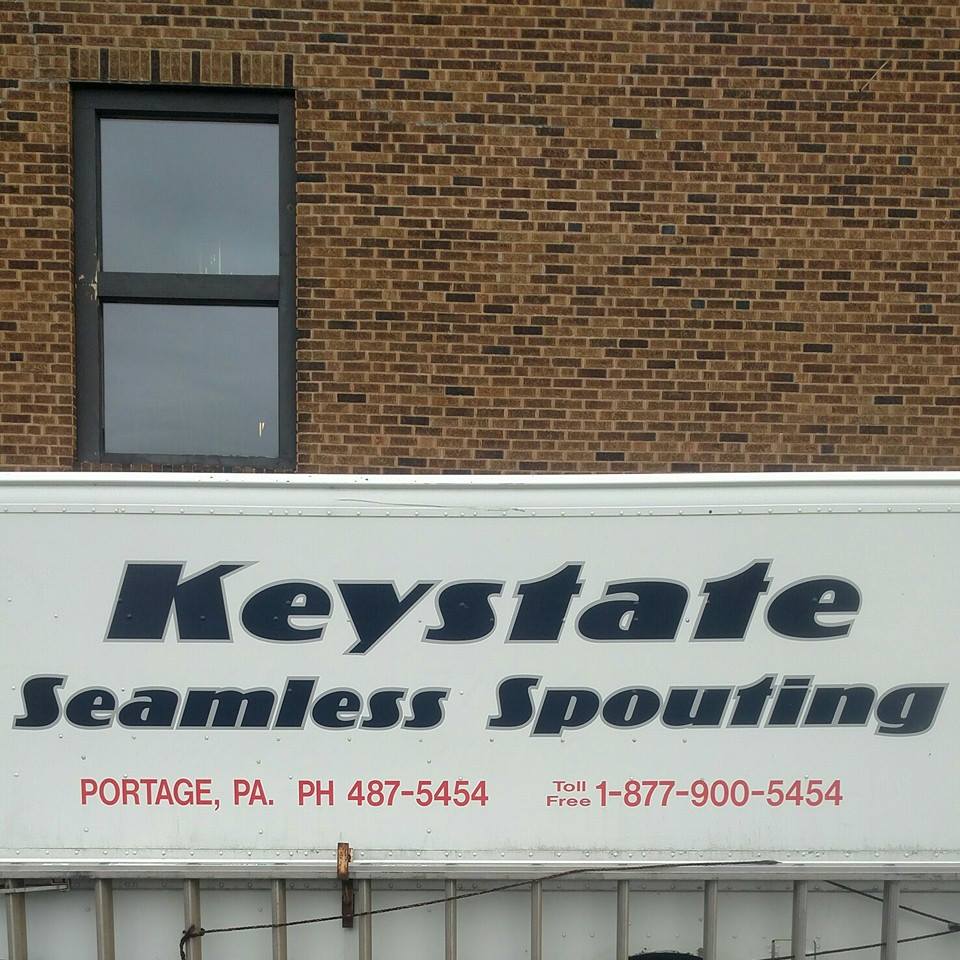 Keystate
Seamless Spouting
PORTAGE, PA. PH 487-5454 Toll Free 1-877-900-5454